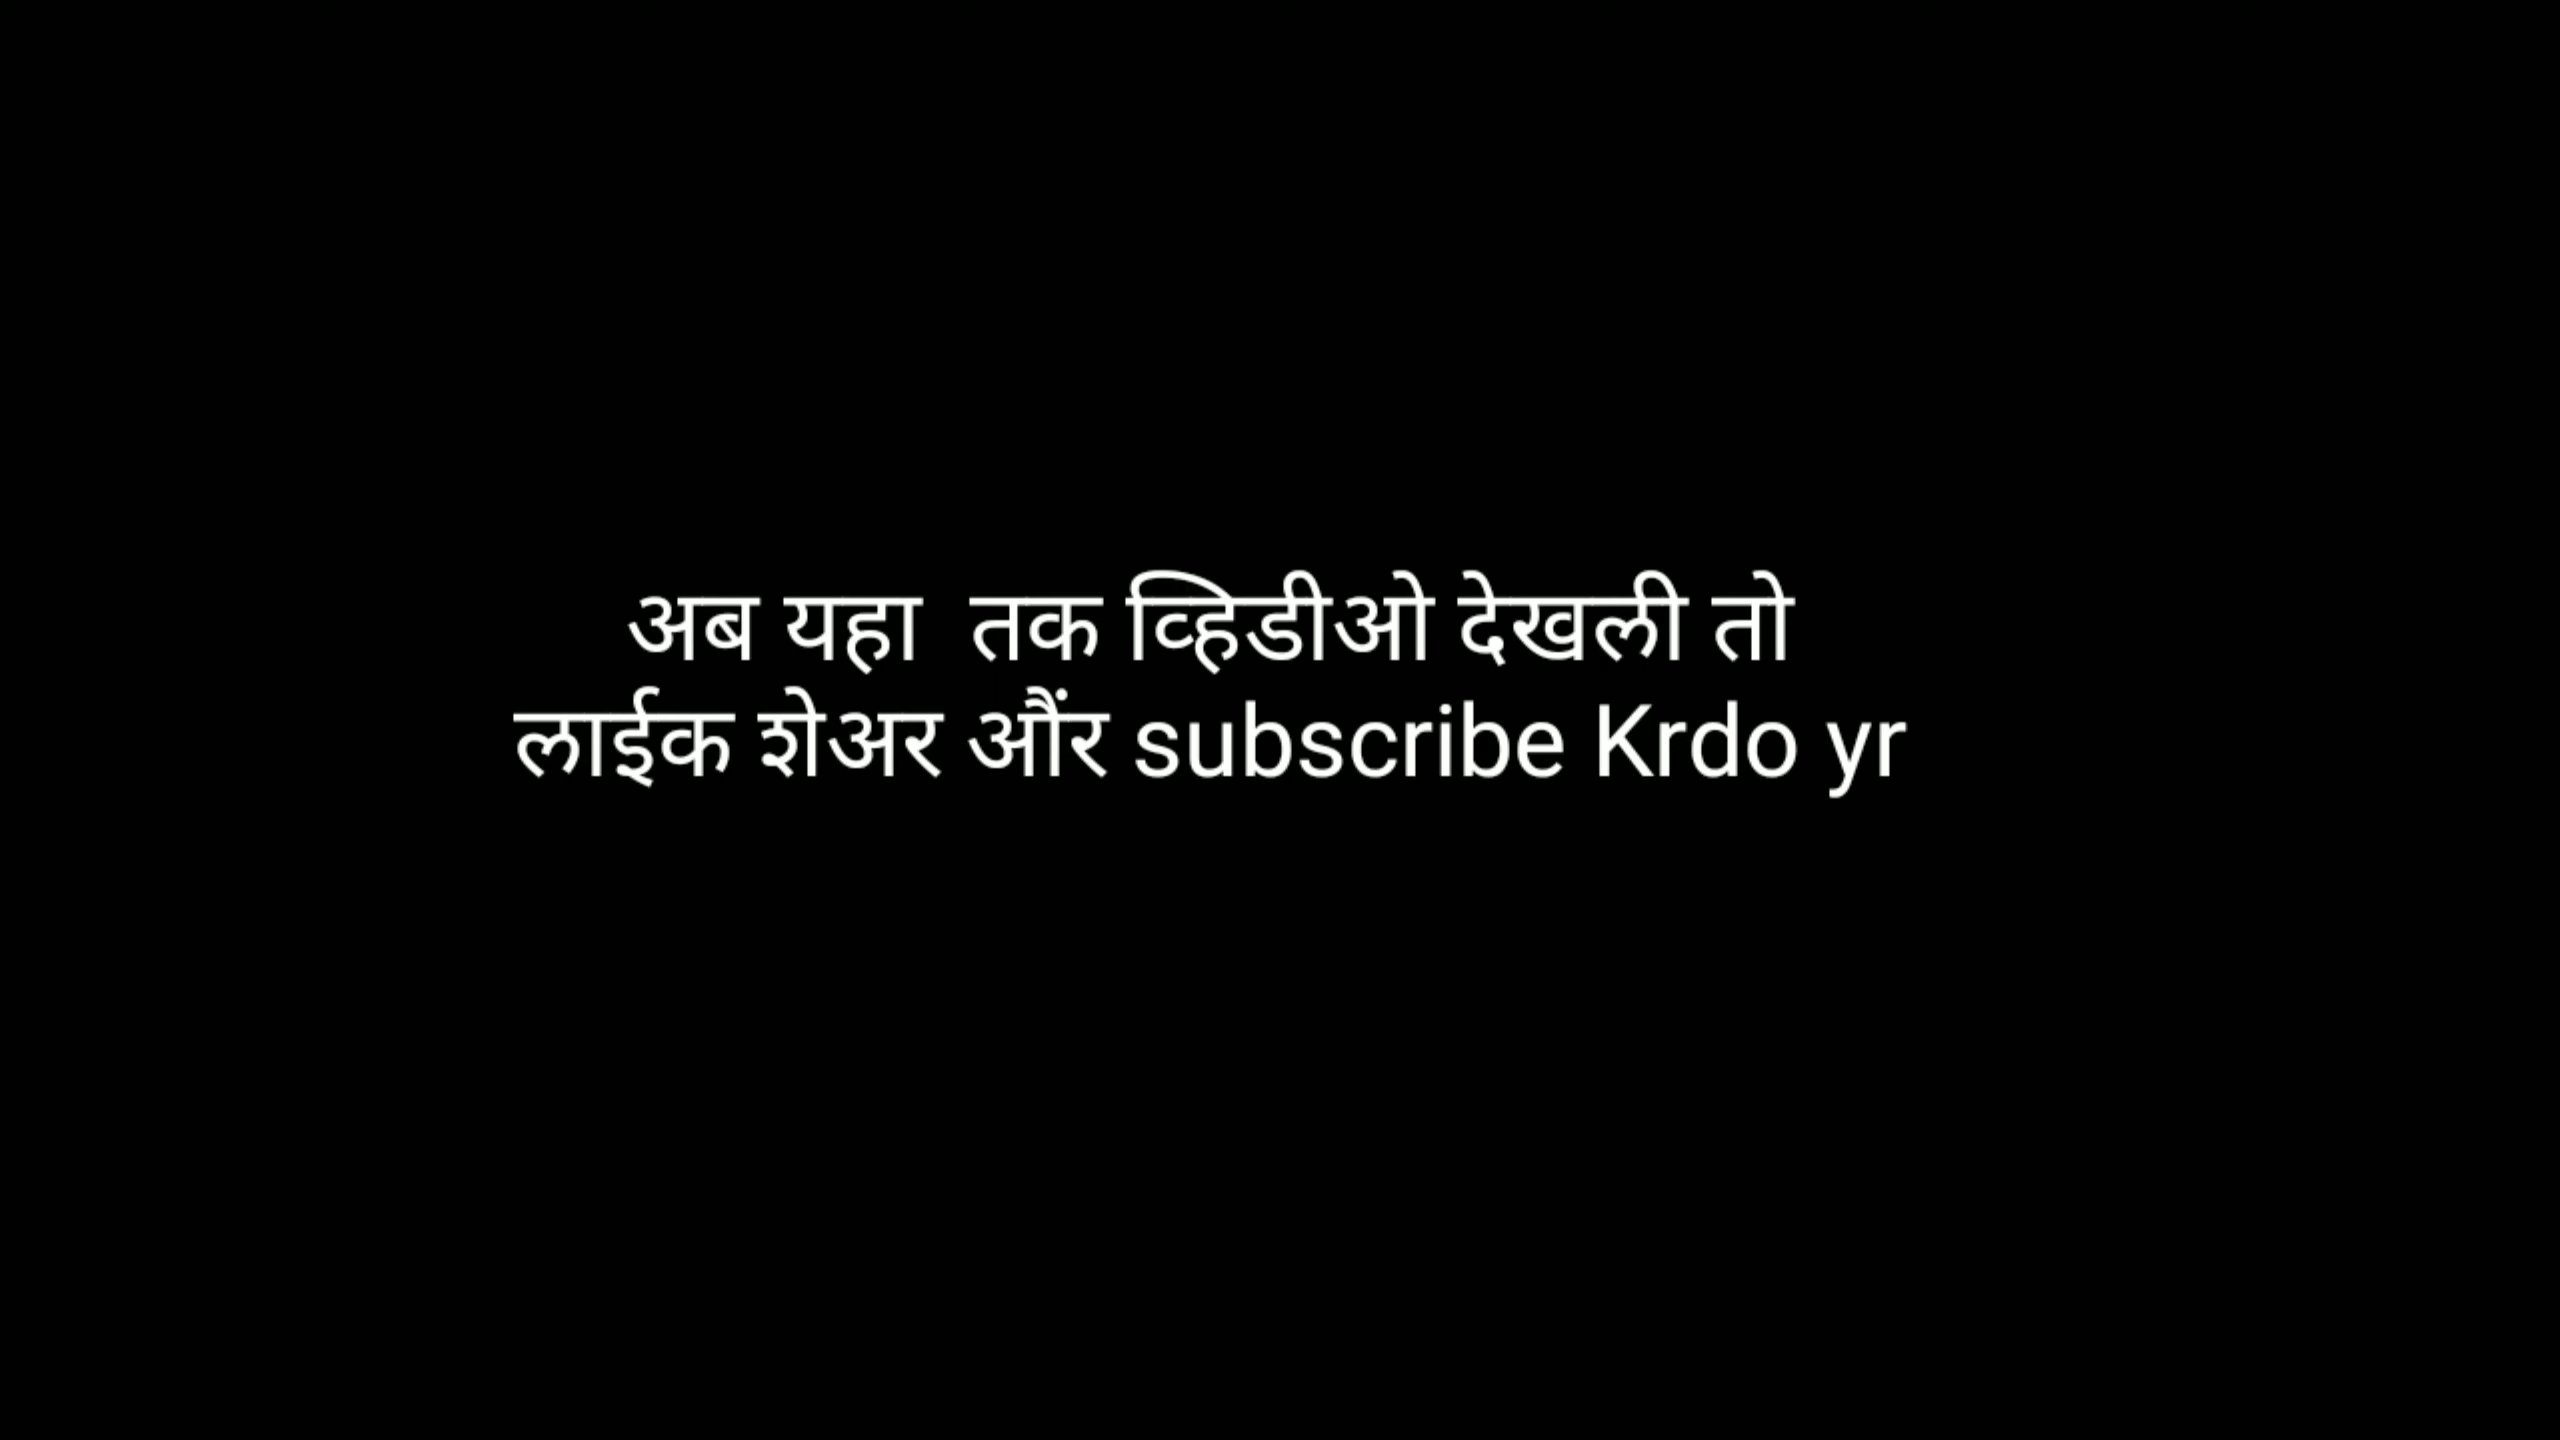 अब यहा  तक व्हिडीओ देखली तो
लाईक शेअर औंर subscribe Krdo yr